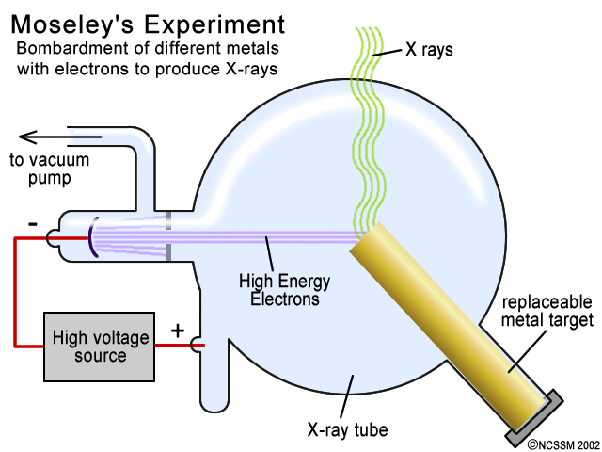 Moseley's Experiment
Bombardment of different metals
with electrons to produce X-rays
X rays
to vacuum
pump
-
High Energy
Electrons
replaceable
metal target
+
High voltage
source
X-ray tube
©NCSSM 2002